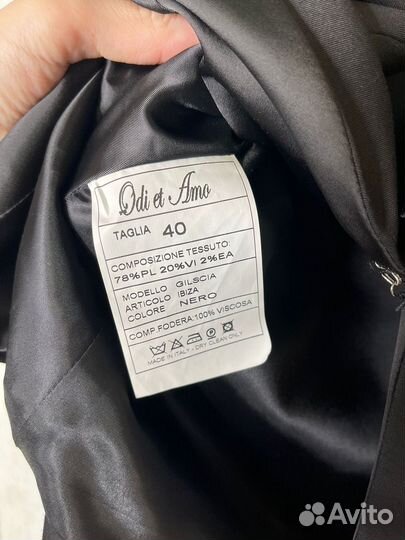 Odi et Amo
TAGLIA 40
COMPOSIZIONE TESSUTO:
78%PL 20%VI 2%EA
MODELLO GILSCIA
ARTICOLO IBIZA
COLORE NERO
COMP.FODERA:100% VISCOSA
MADE IN ITALY - DRY CLEAN ONLY
Avito